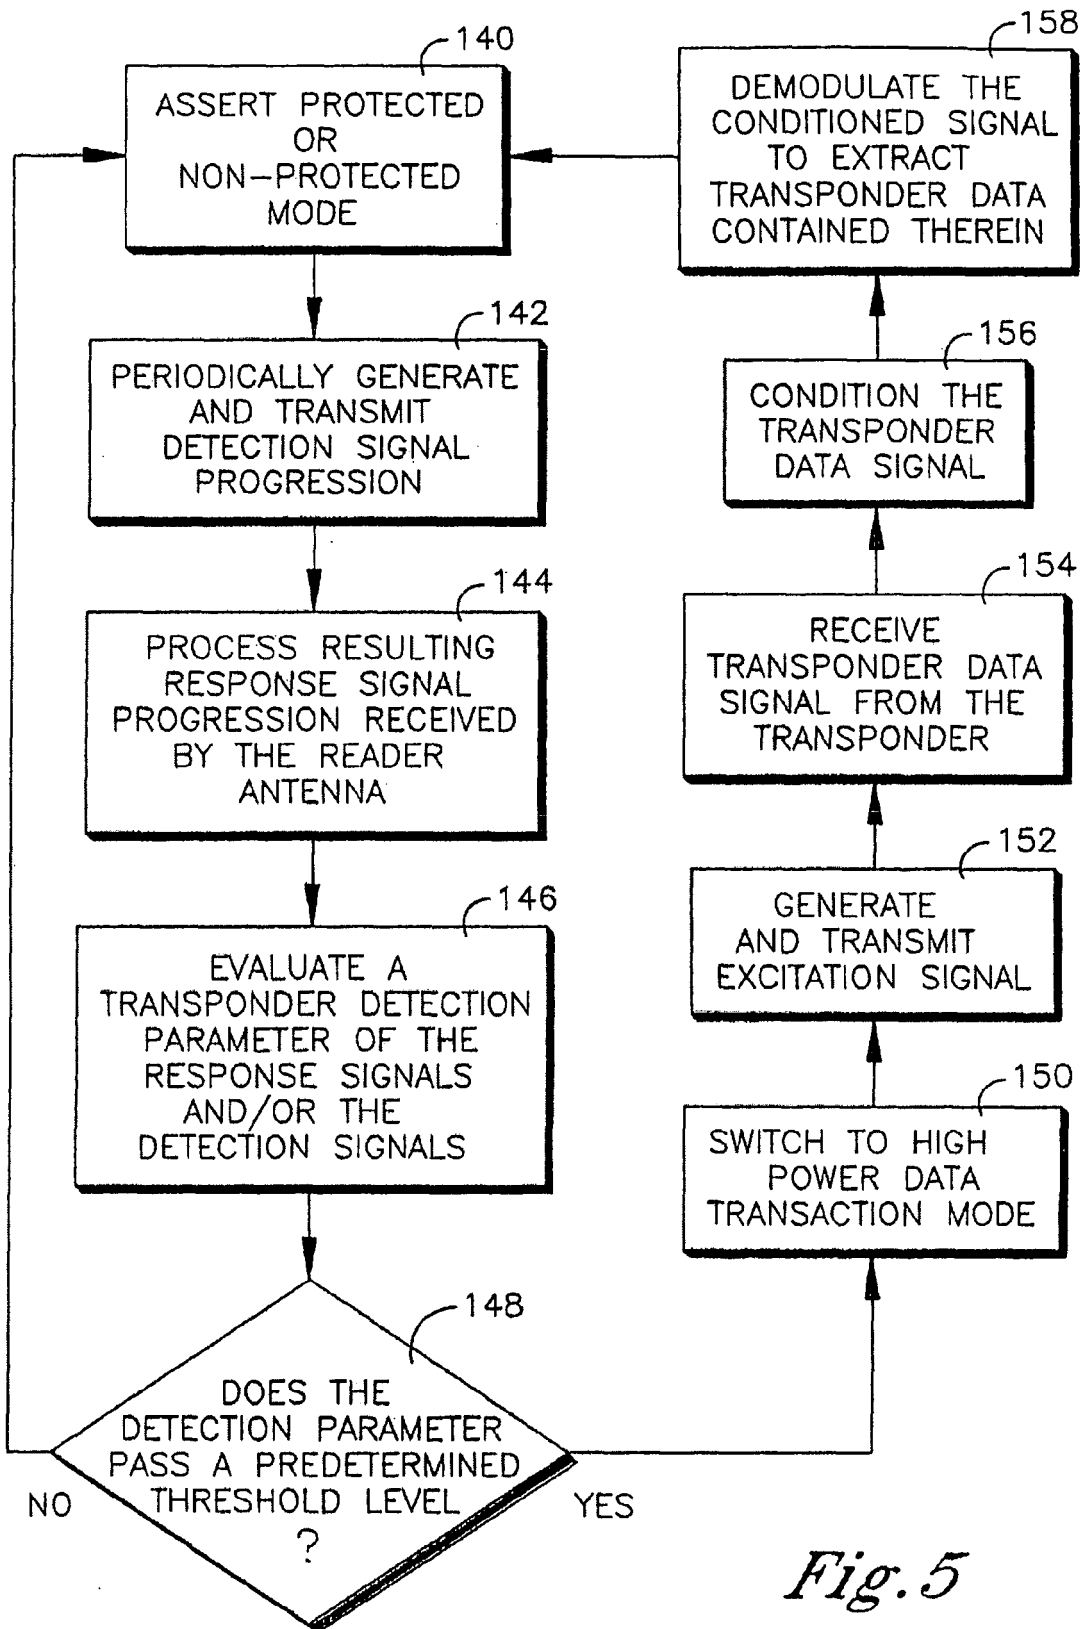 140
ASSERT PROTECTED
OR
NON-PROTECTED
MODE
142
PERIODICALLY GENERATE
AND TRANSMIT
DETECTION SIGNAL
PROGRESSION
144
PROCESS RESULTING
RESPONSE SIGNAL
PROGRESSION RECEIVED
BY THE READER
ANTENNA
146
EVALUATE A
TRANSPONDER DETECTION
PARAMETER OF THE
RESPONSE SIGNALS
AND/OR THE
DETECTION SIGNALS
148
DOES THE
DETECTION PARAMETER
PASS A PREDETERMINED
THRESHOLD LEVEL
?
NO
YES
150
SWITCH TO HIGH
POWER DATA
TRANSACTION MODE
152
GENERATE
AND TRANSMIT
EXCITATION SIGNAL
154
RECEIVE
TRANSPONDER DATA
SIGNAL FROM THE
TRANSPONDER
156
CONDITION THE
TRANSPONDER
DATA SIGNAL
158
DEMODULATE THE
CONDITIONED SIGNAL
TO EXTRACT
TRANSPONDER DATA
CONTAINED THEREIN
Fig. 5